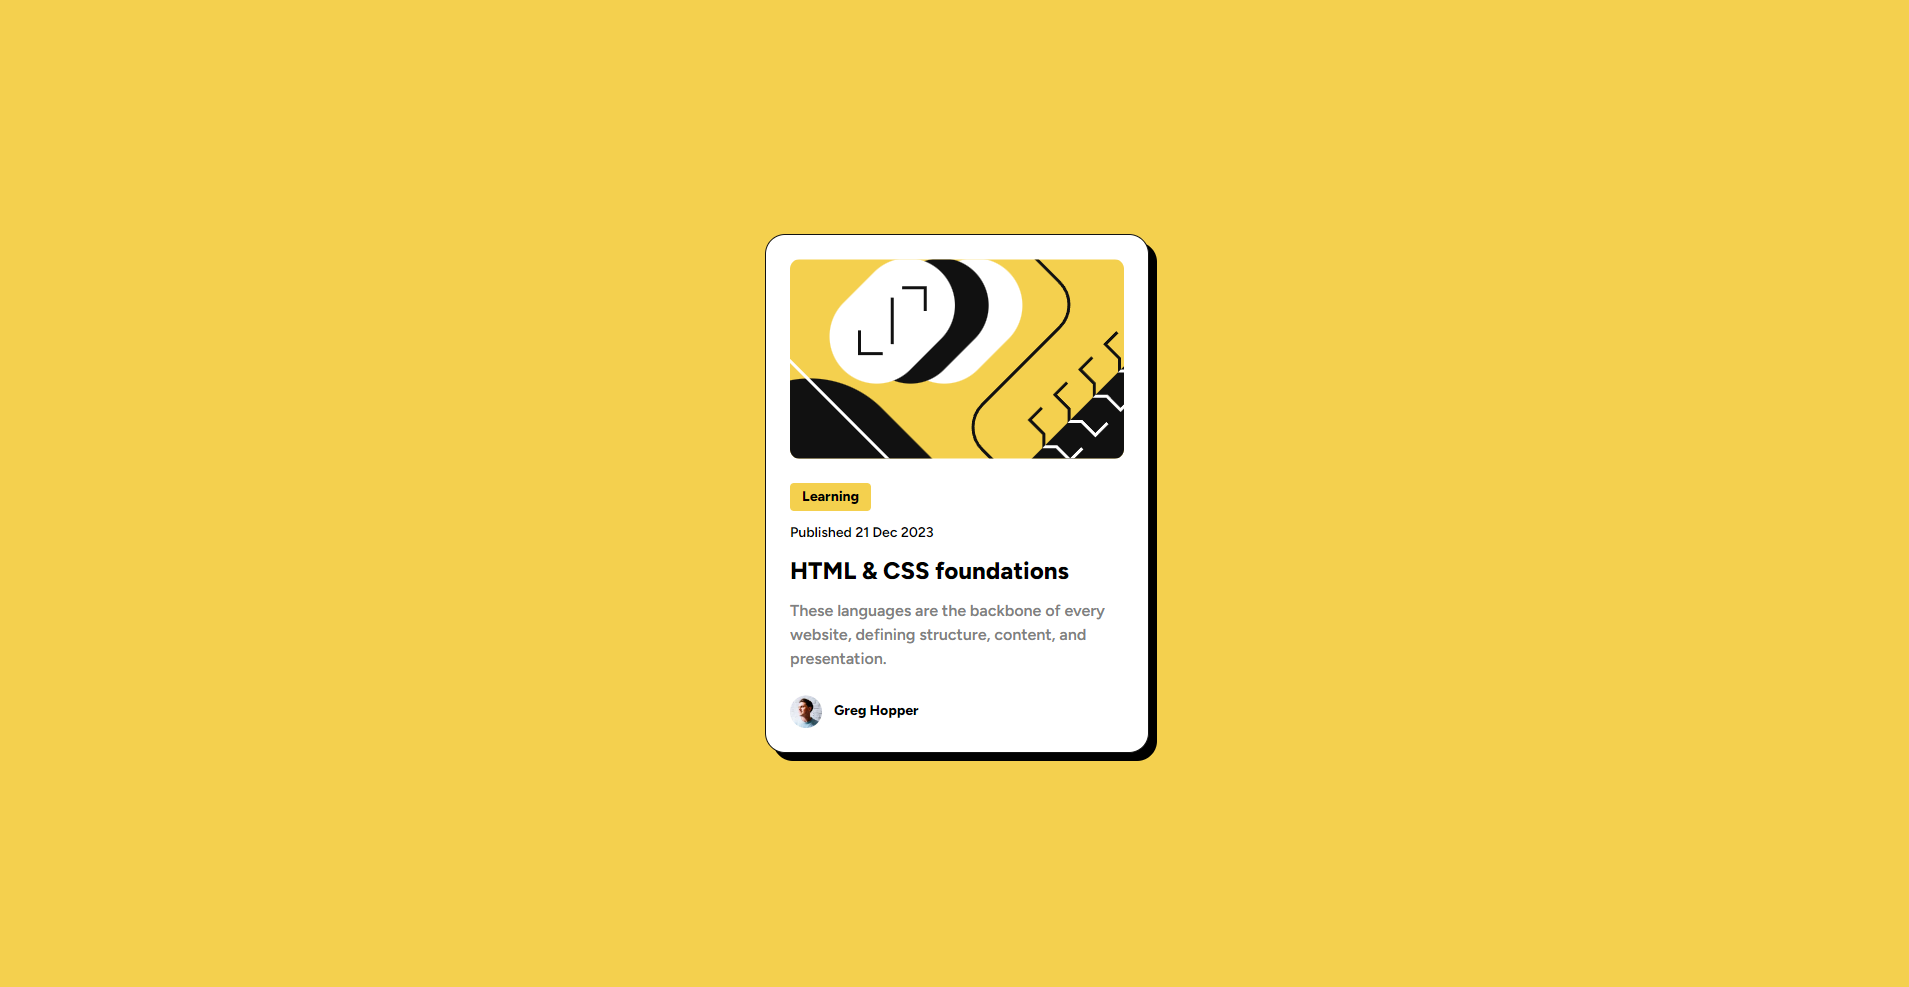 Learning
Published 21 Dec 2023
HTML & CSS foundations
These languages are the backbone of every
website, defining structure, content, and
presentation.
Greg Hopper